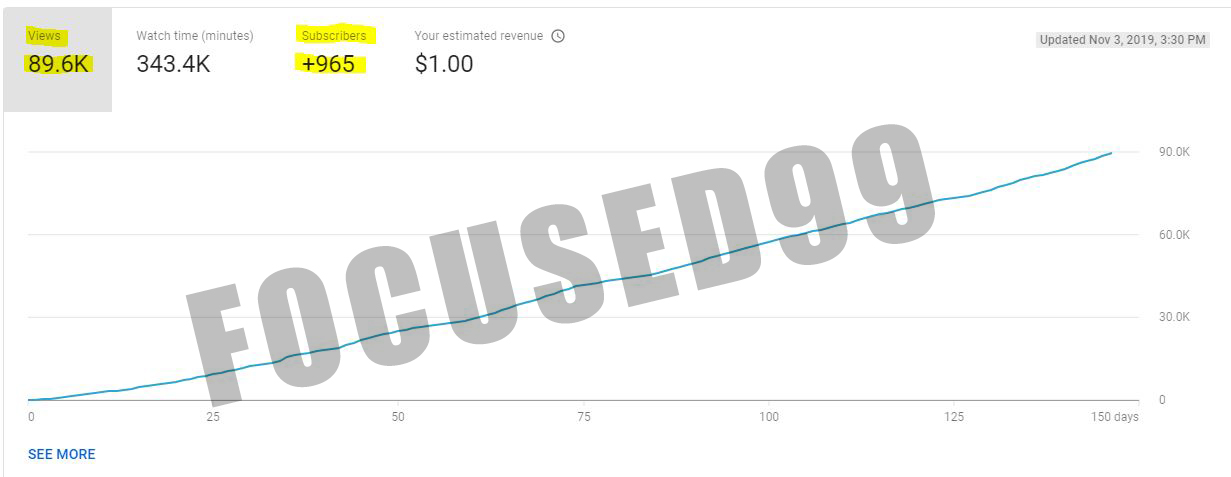 Views
Watch time (minutes)
Subscribers
Your estimated revenue
Updated Nov 3, 2019, 3:30 PM
89.6K
343.4K
+965
$1.00
FOCUSED99
90.0K
60.0K
30.0K
0
0
25
50
75
100
125
150 days
SEE MORE